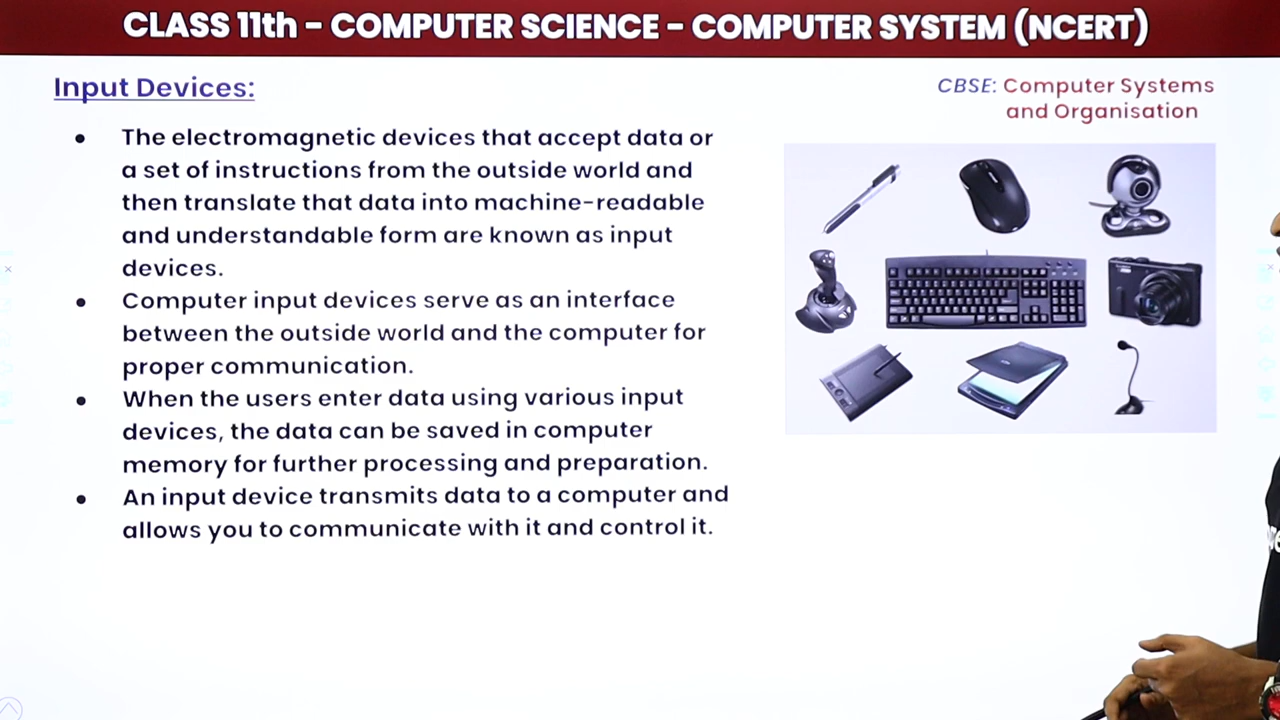 CLASS 11th - COMPUTER SCIENCE - COMPUTER SYSTEM (NCERT)
Input Devices:
CBSE: Computer Systems
and Organisation
● The electromagnetic devices that accept data or
a set of instructions from the outside world and
then translate that data into machine-readable
and understandable form are known as input
devices.
● Computer input devices serve as an interface
between the outside world and the computer for
proper communication.
● When the users enter data using various input
devices, the data can be saved in computer
memory for further processing and preparation.
● An input device transmits data to a computer and
allows you to communicate with it and control it.